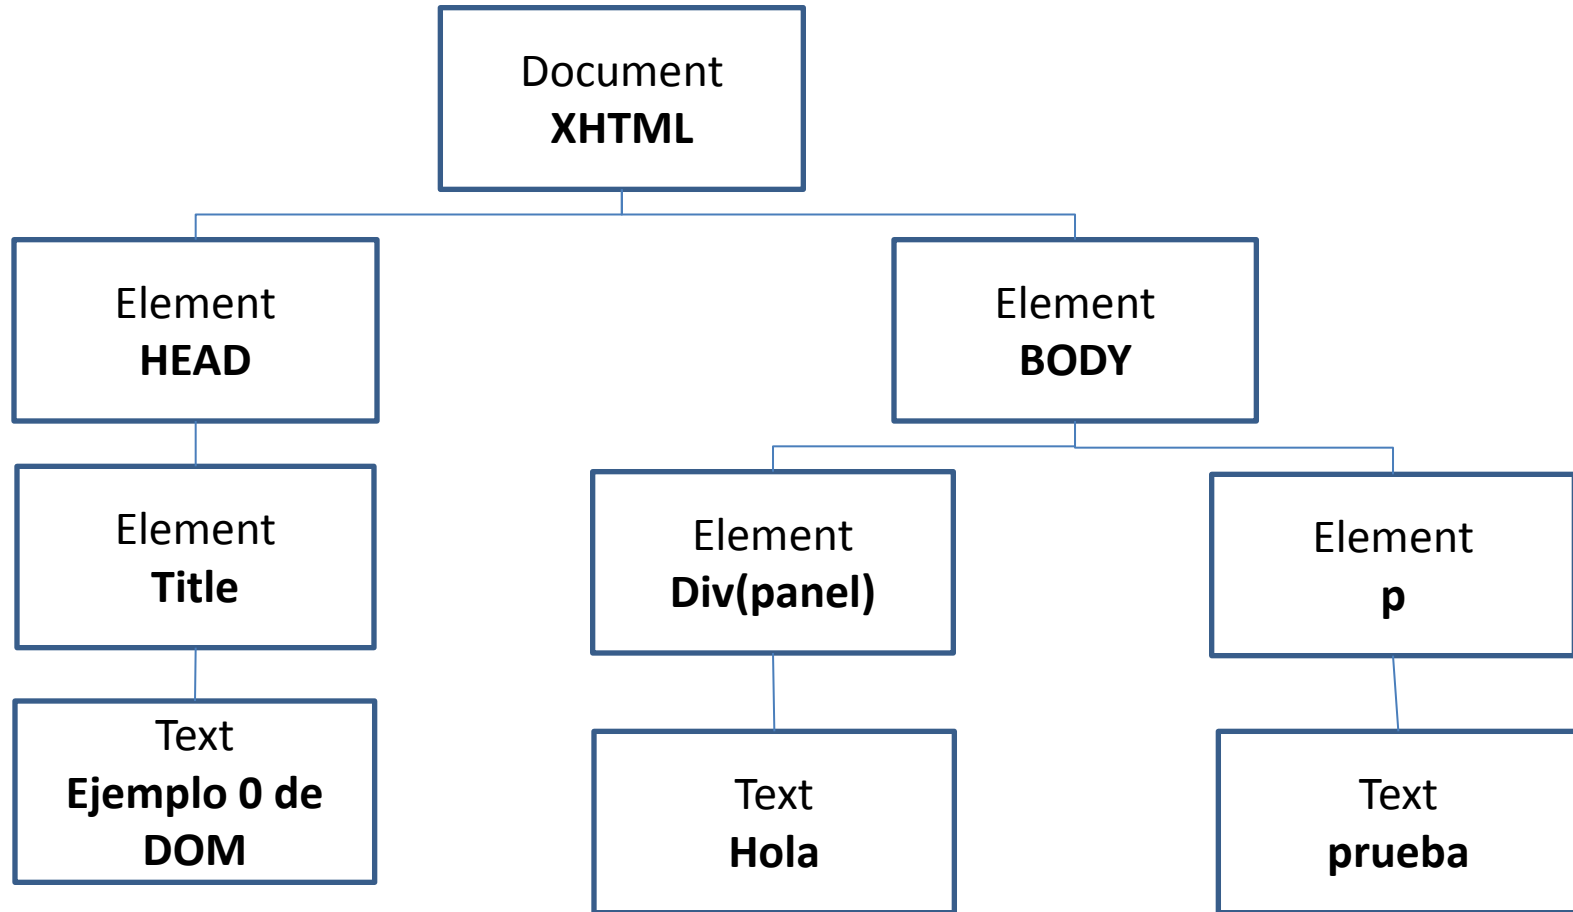 Document
XHTML
Element
HEAD
Element
BODY
Element
Title
Element
Div(panel)
Element
p
Text
Ejemplo 0 de
DOM
Text
Hola
Text
prueba